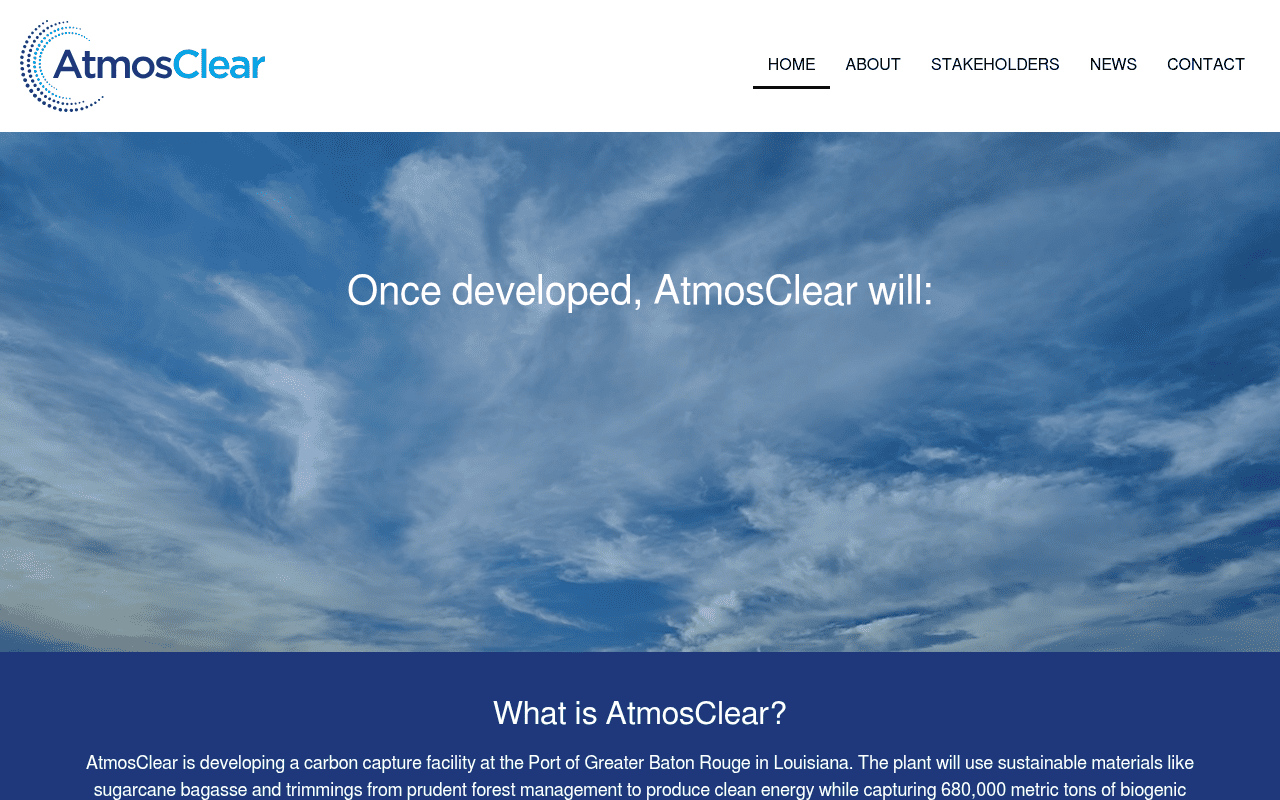 AtmosClear
HOME ABOUT STAKEHOLDERS NEWS CONTACT
Once developed, AtmosClear will:
What is AtmosClear?
AtmosClear is developing a carbon capture facility at the Port of Greater Baton Rouge in Louisiana. The plant will use sustainable materials like
sugarcane bagasse and trimmings from prudent forest management to produce clean energy while capturing 680,000 metric tons of biogenic